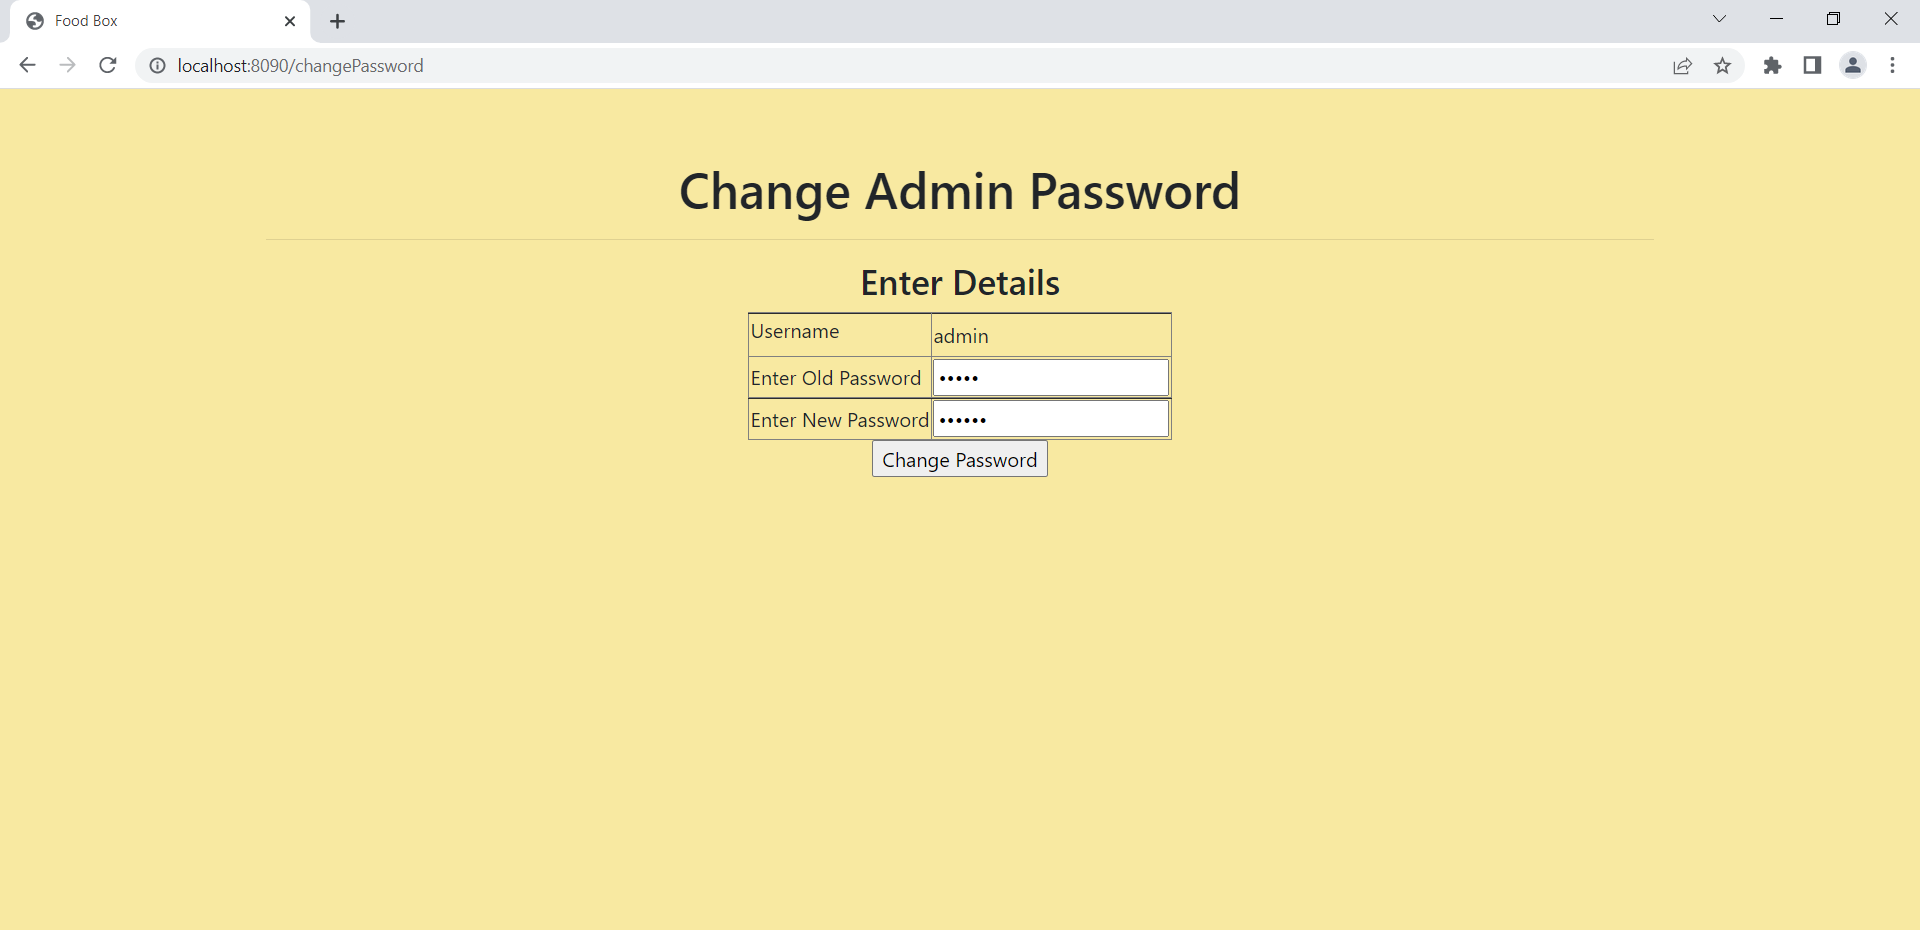 Food Box
localhost:8090/changePassword
Change Admin Password
Enter Details
Username admin
Enter Old Password •••••
Enter New Password ••••••
Change Password